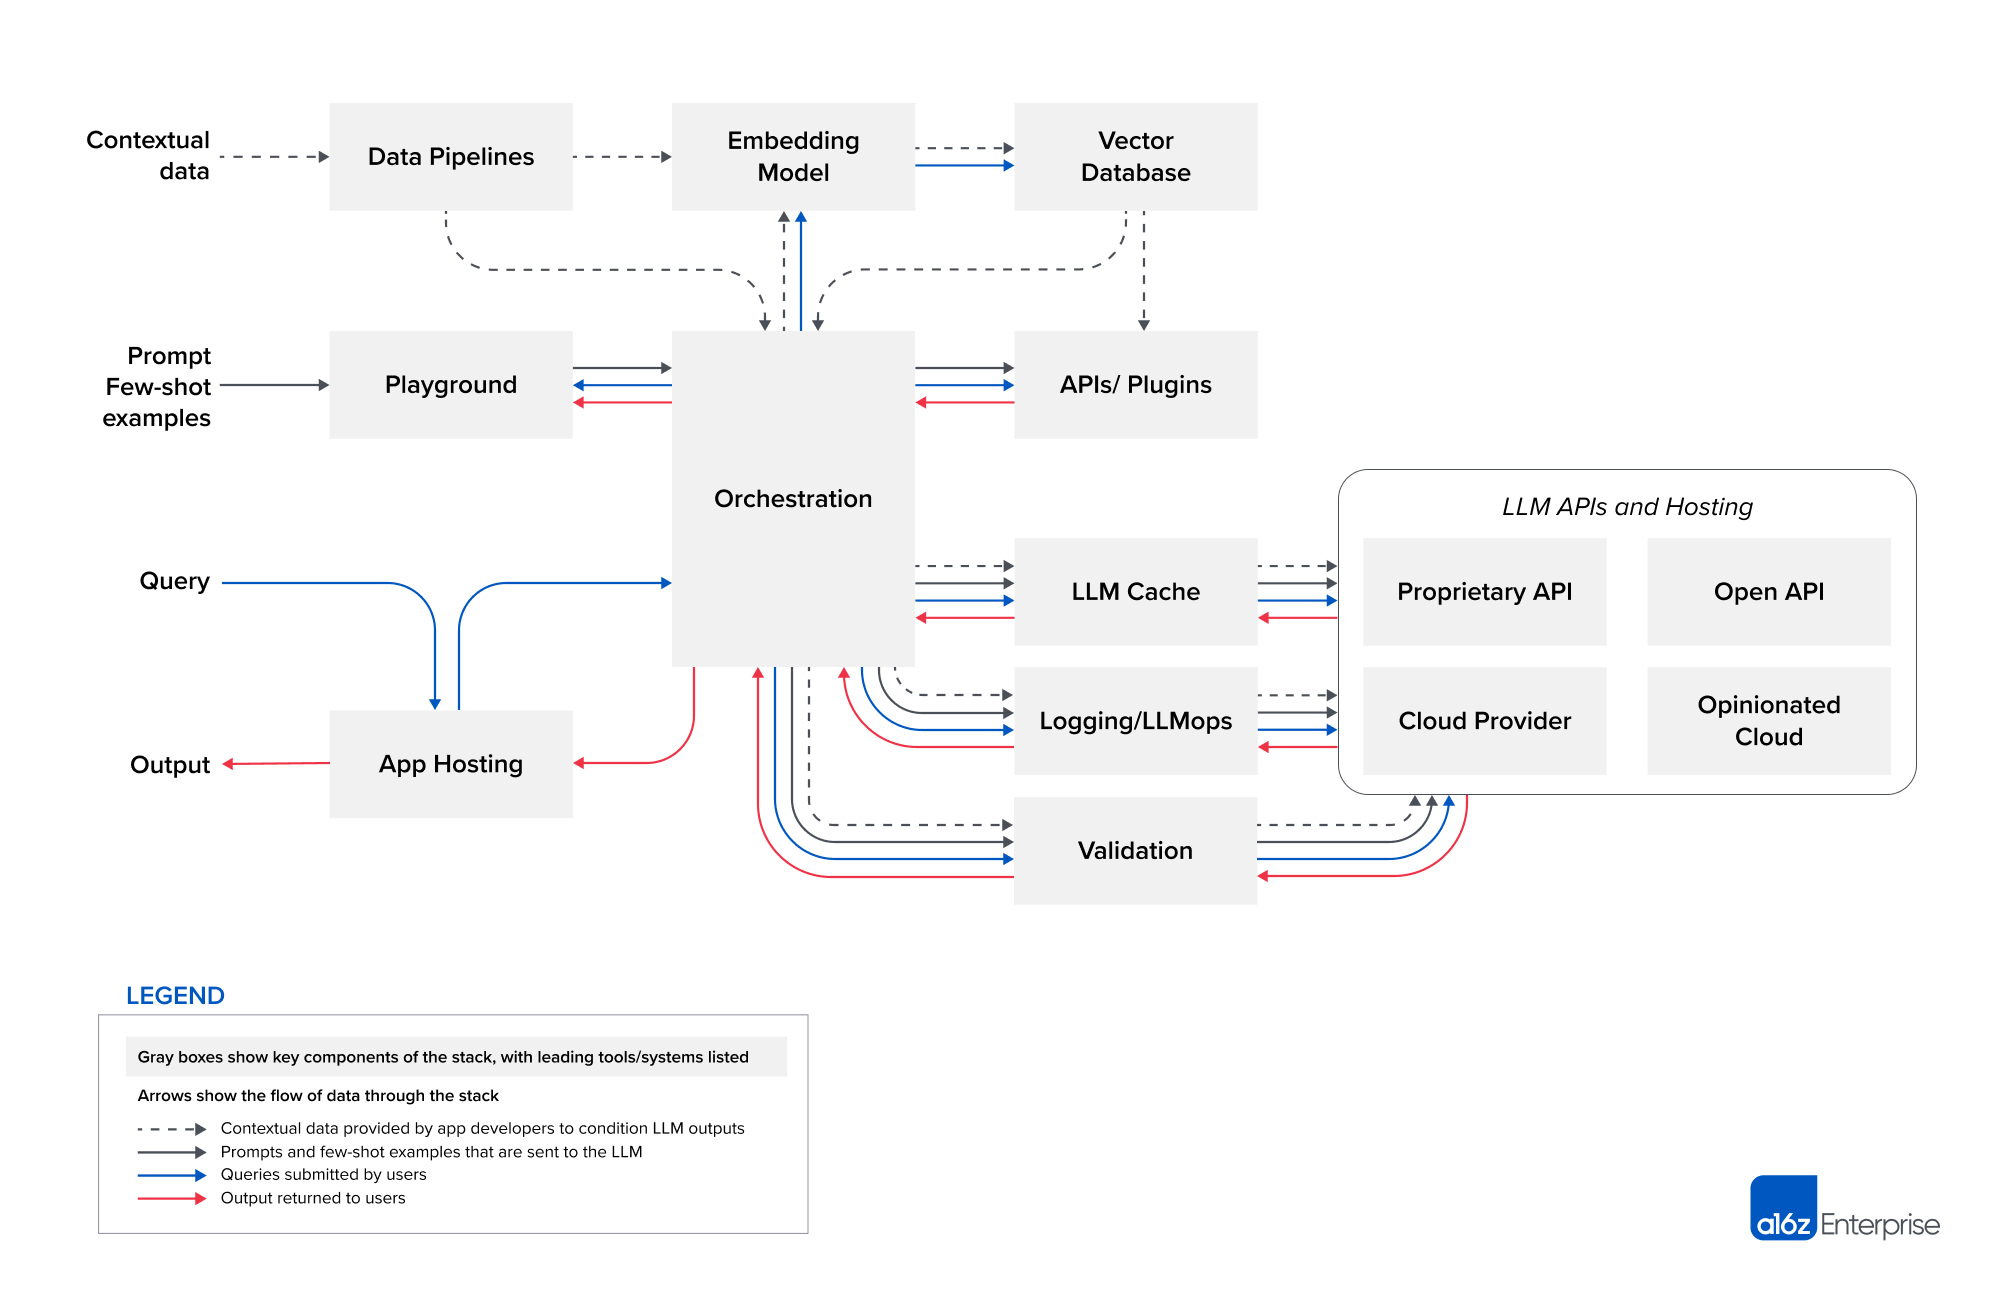 Contextual
data
Data Pipelines
Embedding
Model
Vector
Database
Prompt
Few-shot
examples
Playground
Orchestration
APIs/ Plugins
LLM APIs and Hosting
Query
LLM Cache
Proprietary API
Open API
Logging/LLMops
Cloud Provider
Opinionated
Cloud
Output
App Hosting
Validation
LEGEND
Gray boxes show key components of the stack, with leading tools/systems listed
Arrows show the flow of data through the stack
Contextual data provided by app developers to condition LLM outputs
Prompts and few-shot examples that are sent to the LLM
Queries submitted by users
Output returned to users
a16z Enterprise